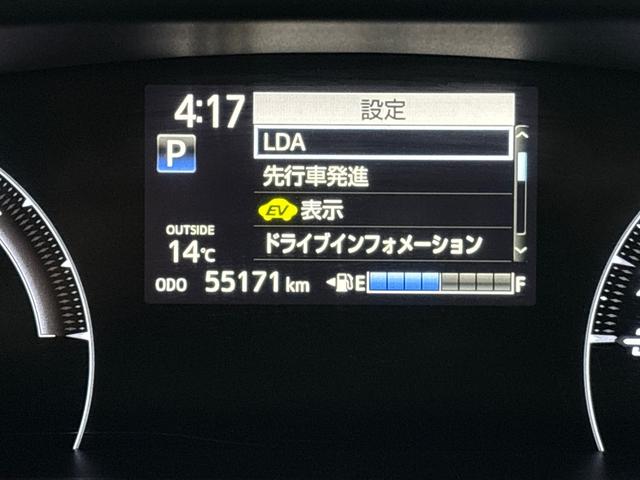 4:17
設定
LDA
P
先行車発進
EV 表示
OUTSIDE
14℃
ドライブインフォメーション
ODO 55171 km
E F